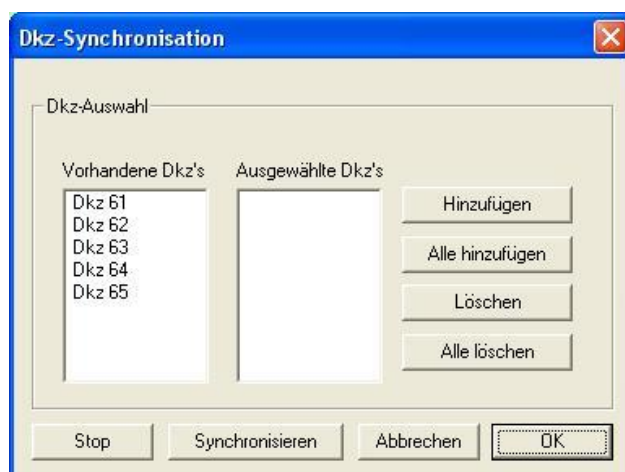 Dkz-Synchronisation
Dkz-Auswahl
Vorhandene Dkz's
Ausgewählte Dkz's
Dkz 61
Dkz 62
Dkz 63
Dkz 64
Dkz 65
Hinzufügen
Alle hinzufügen
Löschen
Alle löschen
Stop
Synchronisieren
Abbrechen
OK